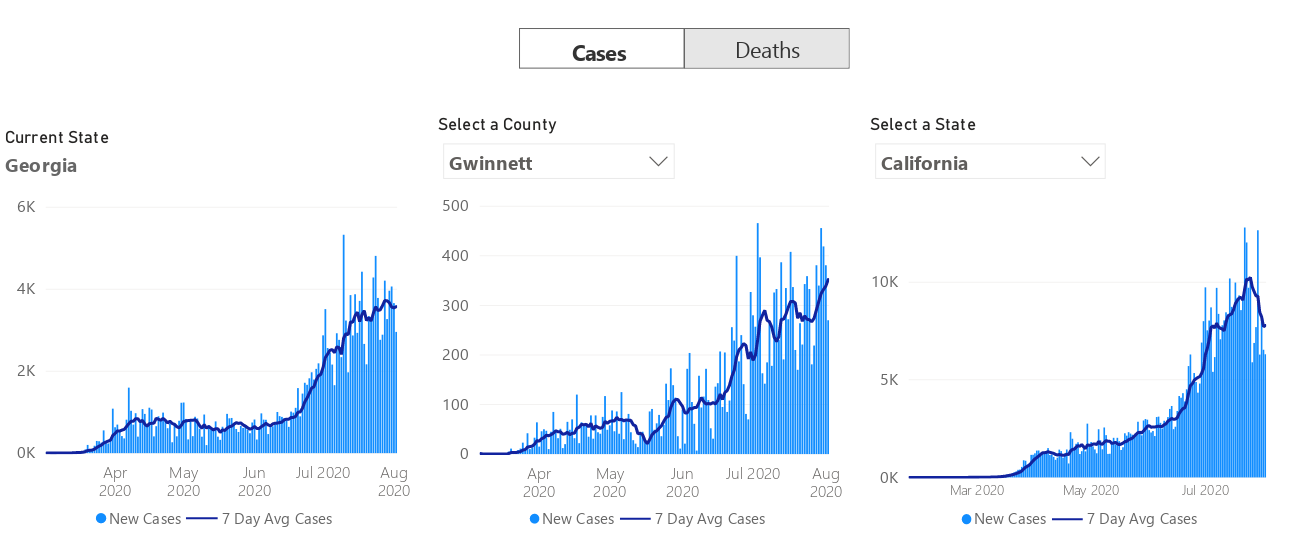 Cases Deaths
Current State
Georgia
6K
4K
2K
0K
Apr 2020
May 2020
Jun 2020
Jul 2020
Aug 2020
New Cases 7 Day Avg Cases
Select a County
Gwinnett
500
400
300
200
100
0
Apr 2020
May 2020
Jun 2020
Jul 2020
Aug 2020
New Cases 7 Day Avg Cases
Select a State
California
10K
5K
0K
Mar 2020
May 2020
Jul 2020
New Cases 7 Day Avg Cases